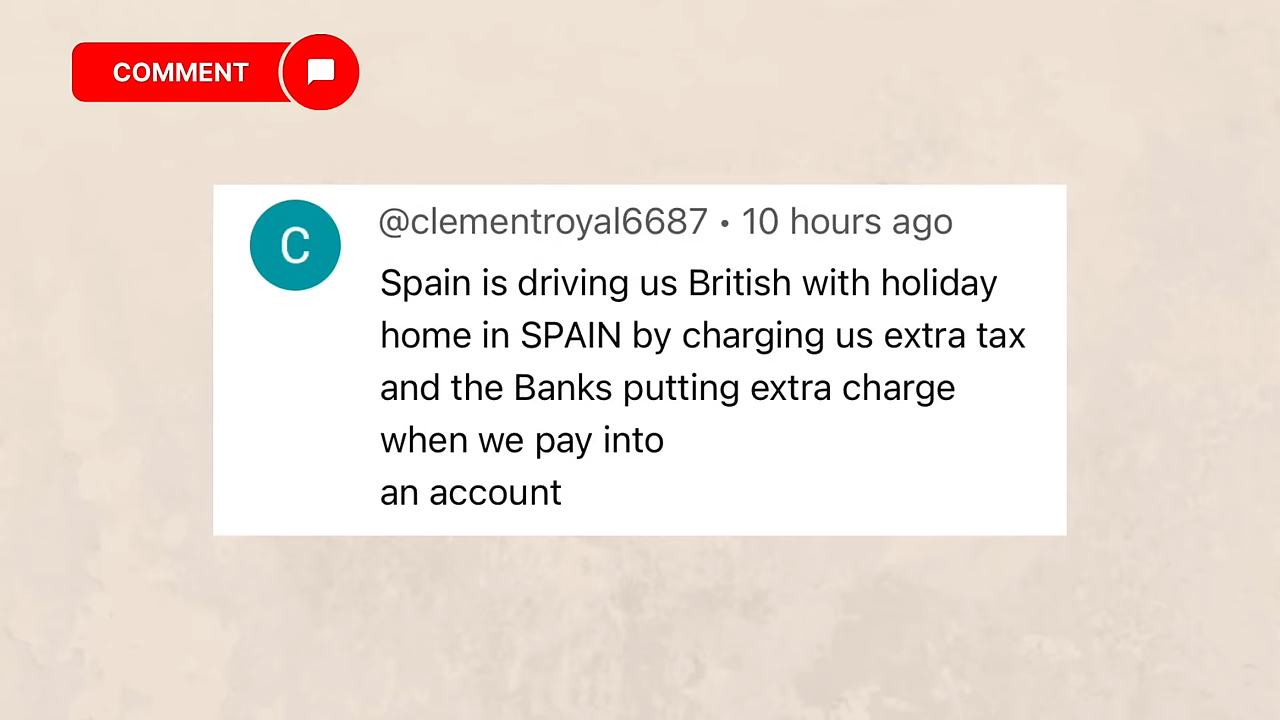 COMMENT
C
@clementroyal6687 • 10 hours ago
Spain is driving us British with holiday
home in SPAIN by charging us extra tax
and the Banks putting extra charge
when we pay into
an account